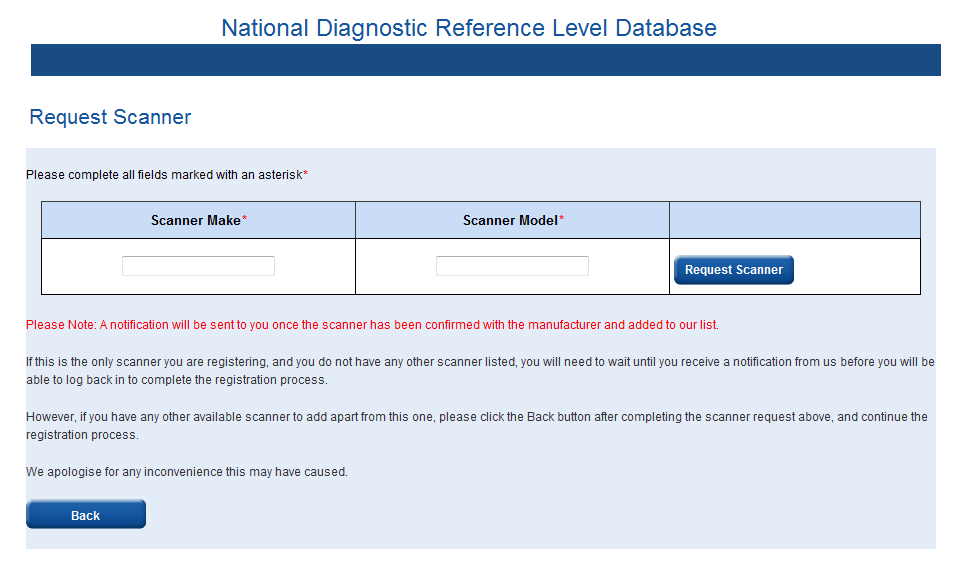 National Diagnostic Reference Level Database
Request Scanner
Please complete all fields marked with an asterisk*
Scanner Make* Scanner Model*
Request Scanner
Please Note: A notification will be sent to you once the scanner has been confirmed with the manufacturer and added to our list.
If this is the only scanner you are registering, and you do not have any other scanner listed, you will need to wait until you receive a notification from us before you will be
able to log back in to complete the registration process.
However, if you have any other available scanner to add apart from this one, please click the Back button after completing the scanner request above, and continue the
registration process.
We apologise for any inconvenience this may have caused.
Back